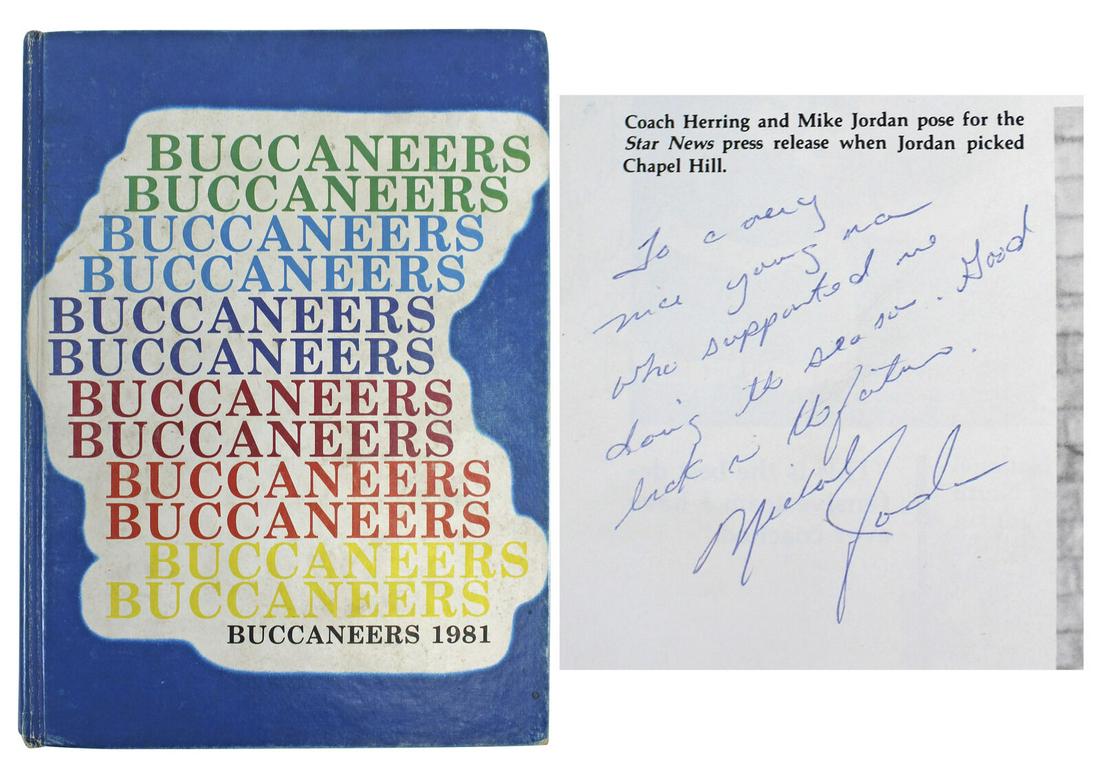 BUCCANEERS
BUCCANEERS
BUCCANEERS
BUCCANEERS
BUCCANEERS
BUCCANEERS
BUCCANEERS
BUCCANEERS
BUCCANEERS
BUCCANEERS
BUCCANEERS
BUCCANEERS
BUCCANEERS 1981
Coach Herring and Mike Jordan pose for the
Star News press release when Jordan picked
Chapel Hill.
To a very
nice young man
who supported me
during the season. Good
luck in the future.
Michael Jordan